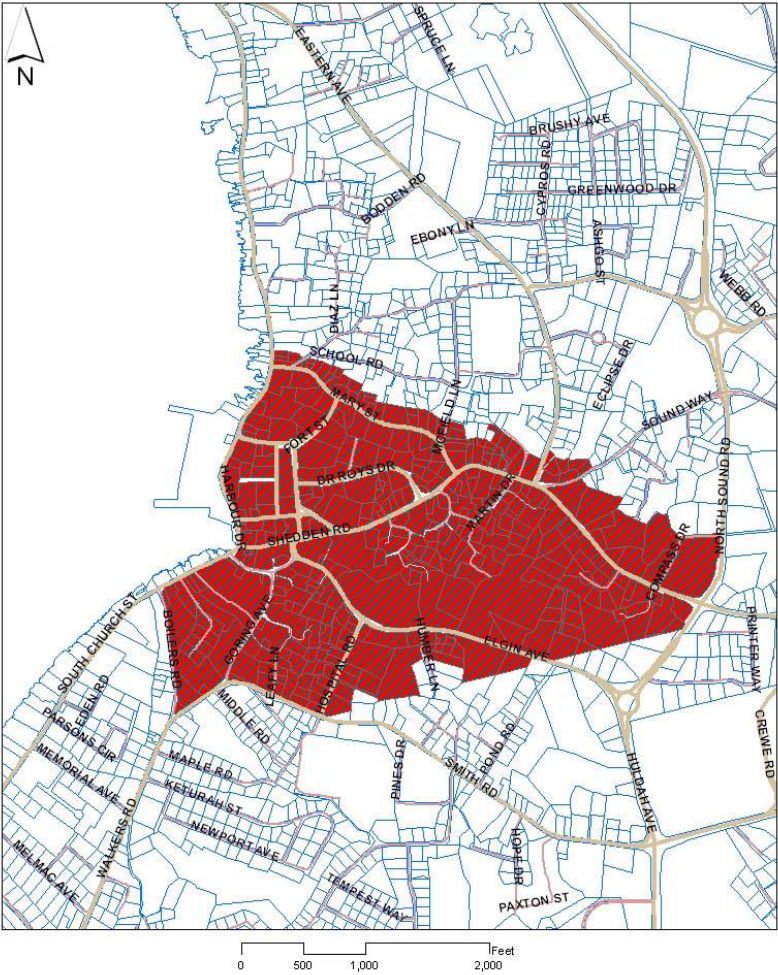 N
SPRUCE LN
EASTERN AVE
BRUSHY AVE
CYPROS RD
GREENWOOD DR
BODDEN RD
EBONY LN
ASHGO ST
WEBB RD
DIAZ LN
SCHOOL RD
ECLIPSE DR
MARY ST
MCFIELD LN
SOUND WAY
FORT ST
DR ROYS DR
MARTIN DR
NORTH SOUND RD
HARBOUR DR
SHEDDEN RD
COMPASS DR
SOUTH CHURCH ST
BOILERS RD
GORING AVE
LEAFY LN
HOSPITAL RD
HUMBER LN
ELGIN AVE
PRINTER WAY
EDEN RD
PARSONS CIR
MIDDLE RD
MEMORIAL AVE
MAPLE RD
PINES DR
POND RD
SMITH RD
CREWE RD
HULDAH AVE
KETURAH ST
NEWPORT AVE
WALKERS RD
MELMAC AVE
TEMPEST WAY
HOPE DR
PAXTON ST
Feet
0 500 1,000 2,000